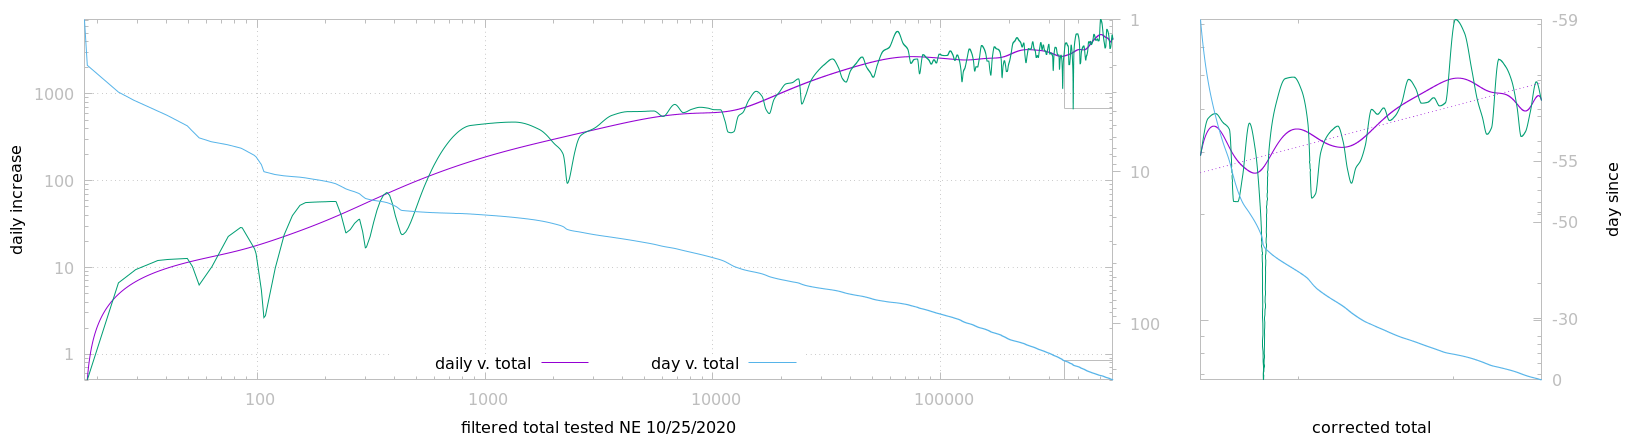 1
-59
1000
daily increase
-55
100
10
day since
-50
10
-30
100
1
daily v. total
day v. total
0
100
1000
10000
100000
filtered total tested NE 10/25/2020
corrected total